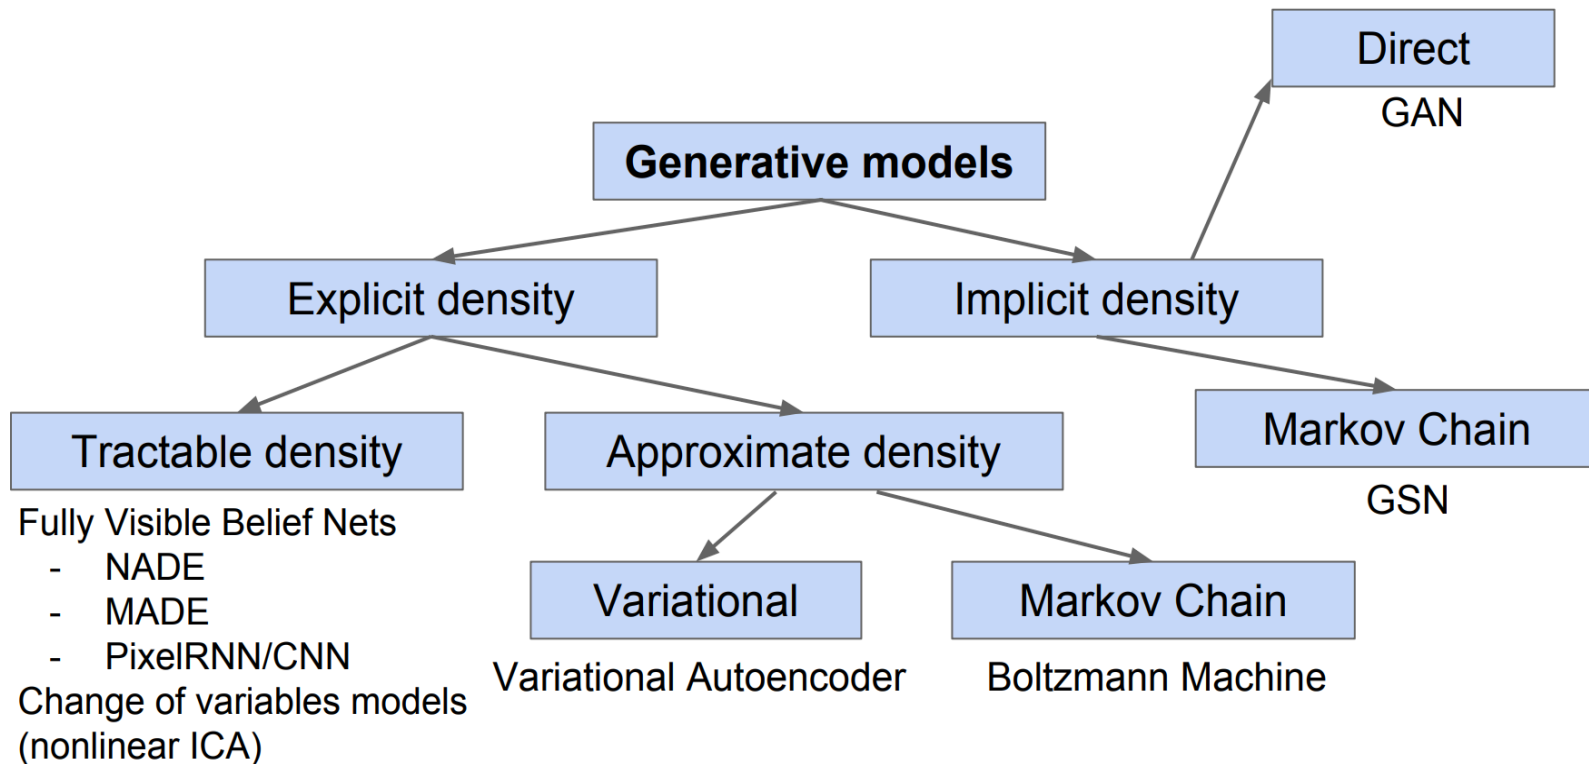 Direct
GAN
Generative models
Explicit density
Implicit density
Tractable density
Approximate density
Markov Chain
GSN
Fully Visible Belief Nets
- NADE
- MADE
- PixelRNN/CNN
Change of variables models
(nonlinear ICA)
Variational
Markov Chain
Variational Autoencoder
Boltzmann Machine